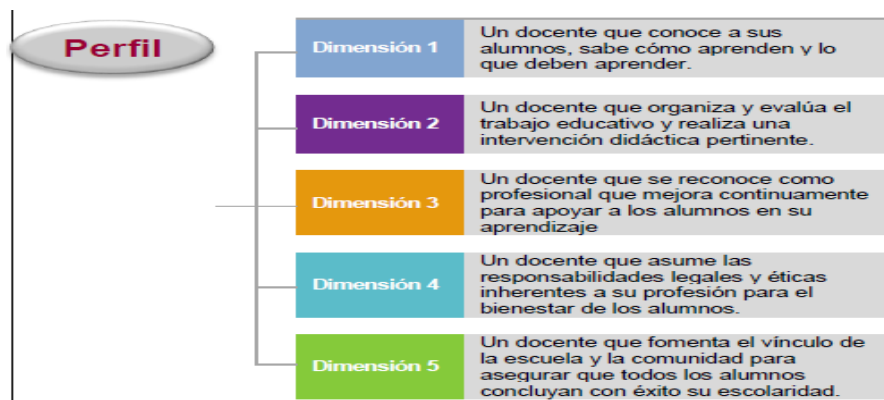 Perfil
Dimensión 1
Un docente que conoce a sus
alumnos, sabe cómo aprenden y lo
que deben aprender.
Dimensión 2
Un docente que organiza y evalúa el
trabajo educativo y realiza una
intervención didáctica pertinente.
Dimensión 3
Un docente que se reconoce como
profesional que mejora continuamente
para apoyar a los alumnos en su
aprendizaje
Dimensión 4
Un docente que asume las
responsabilidades legales y éticas
inherentes a su profesión para el
bienestar de los alumnos.
Dimensión 5
Un docente que fomenta el vínculo de
la escuela y la comunidad para
asegurar que todos los alumnos
concluyan con éxito su escolaridad.